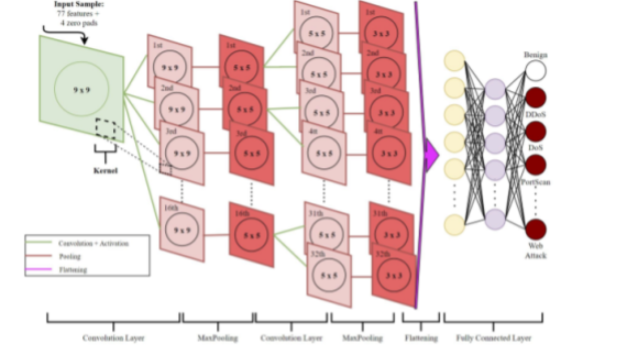 Input Sample:
77 features +
4 zero pads
9 x 9
Kernel
1st
9 x 9
2nd
9 x 9
3rd
9 x 9
16th
9 x 9
1st
5 x 5
2nd
5 x 5
3rd
5 x 5
16th
5 x 5
1st
5 x 5
2nd
5 x 5
3rd
5 x 5
4th
5 x 5
31th
5 x 5
32th
5 x 5
1st
3 x 3
2nd
3 x 3
3rd
3 x 3
4th
3 x 3
31th
3 x 3
32th
3 x 3
Benign
DDoS
DoS
PortScan
Web
Attack
Convolution + Activation
Pooling
Flettening
Convolution Layer
MaxPooling
Convolution Layer
MaxPooling
Flattening
Fully Connected Layer